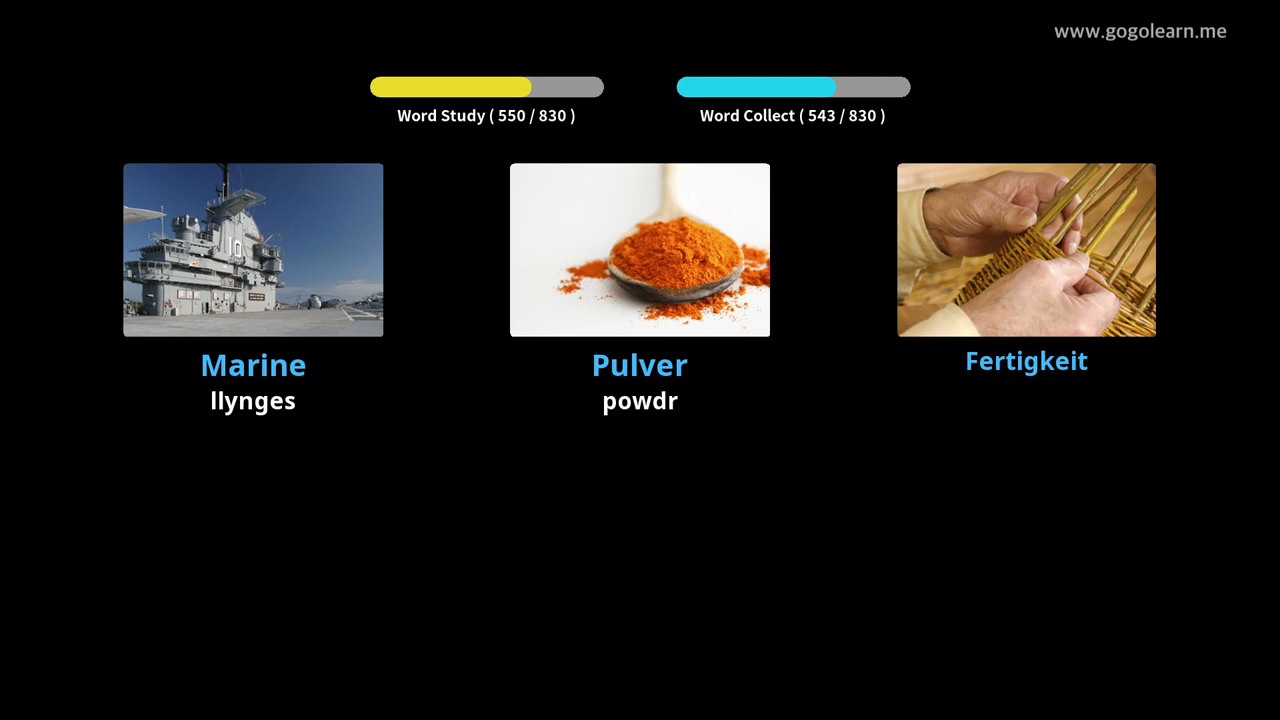 www.gogolearn.me
Word Study ( 550 / 830 )
Word Collect ( 543 / 830 )
Marine
llynges
Pulver
powdr
Fertigkeit